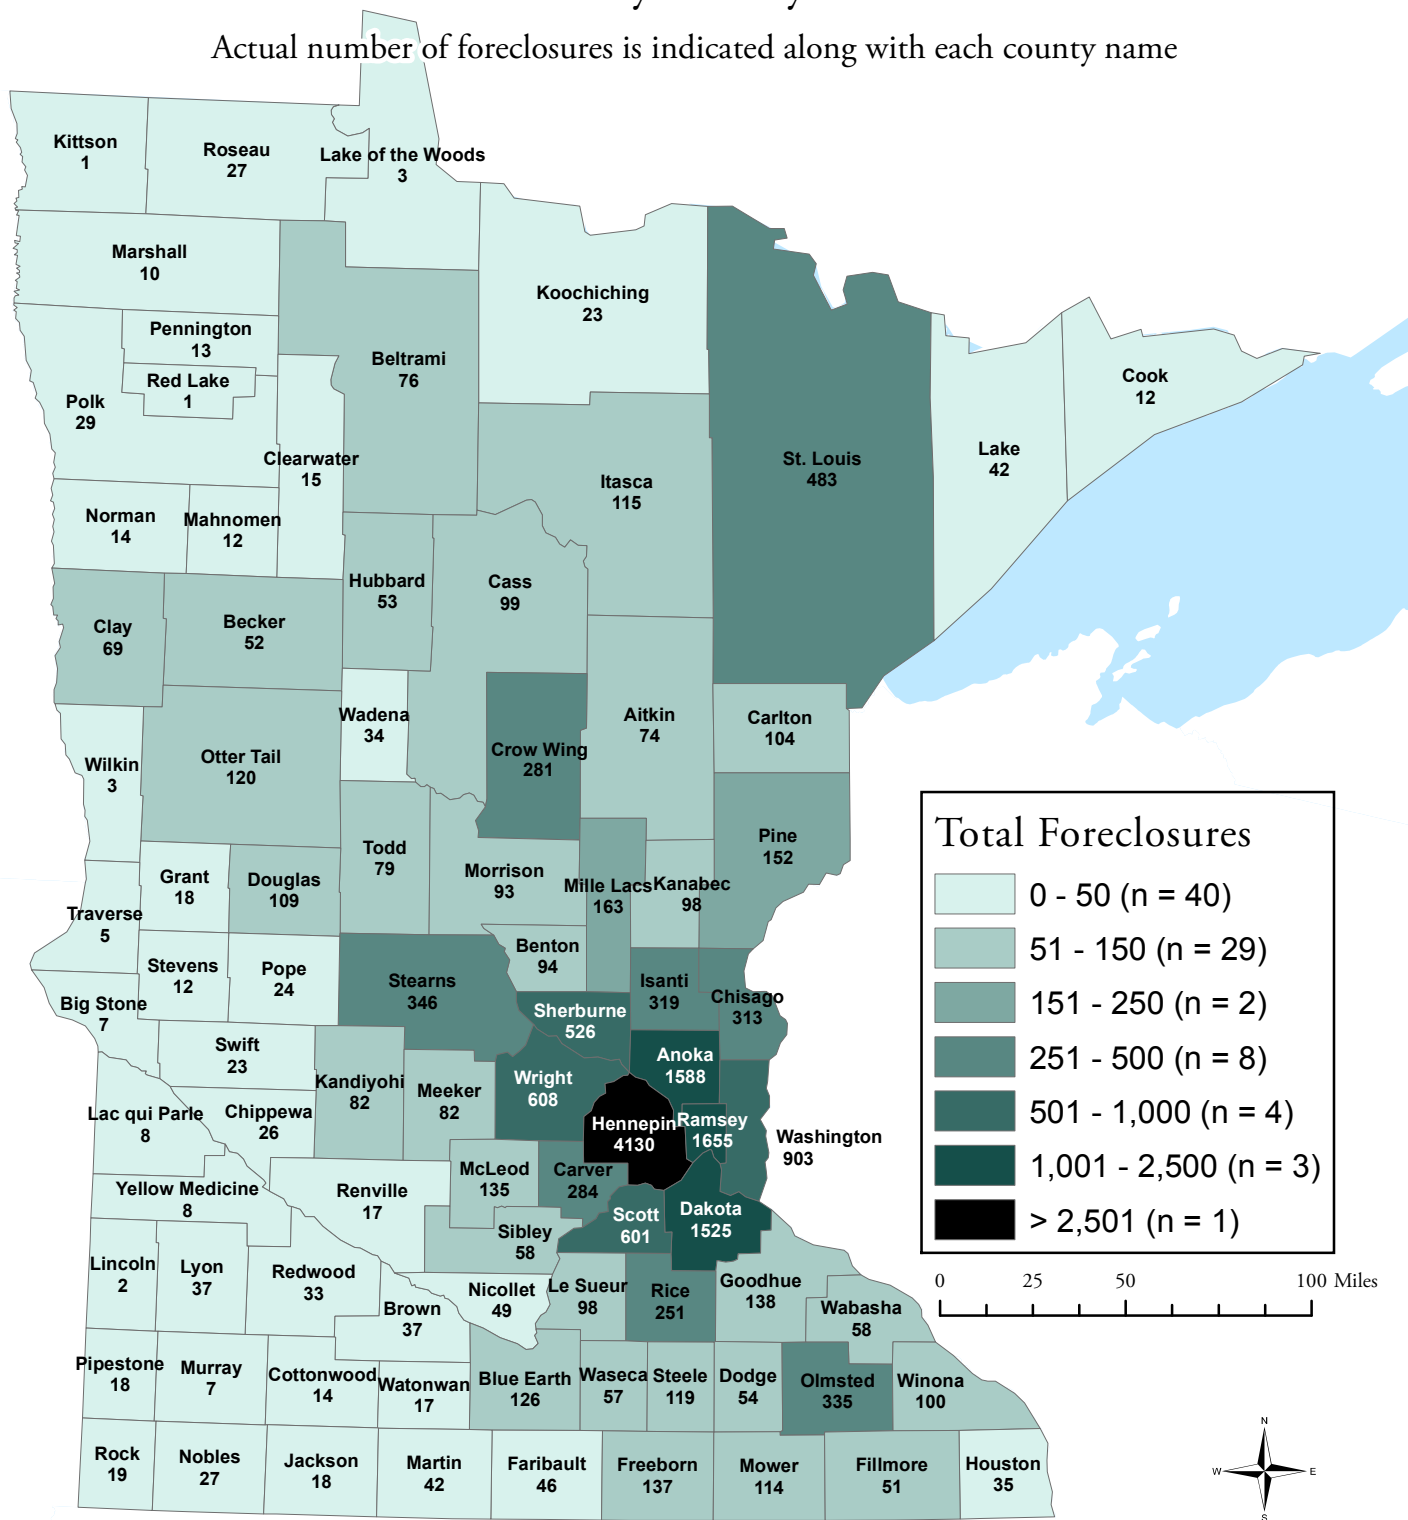 Actual number of foreclosures is indicated along with each county name
Kittson
1
Roseau
27
Lake of the Woods
3
Marshall
10
Koochiching
23
Pennington
13
Beltrami
76
Red Lake
1
Polk
29
Cook
12
Lake
42
St. Louis
483
Clearwater
15
Itasca
115
Norman
14
Mahnomen
12
Hubbard
53
Cass
99
Clay
69
Becker
52
Wadena
34
Aitkin
74
Carlton
104
Crow Wing
281
Otter Tail
120
Wilkin
3
Pine
152
Todd
79
Morrison
93
Mille Lacs
163
Kanabec
98
Grant
18
Douglas
109
Traverse
5
Benton
94
Stevens
12
Pope
24
Stearns
346
Isanti
319
Chisago
313
Big Stone
7
Sherburne
526
Swift
23
Anoka
1588
Kandiyohi
82
Meeker
82
Wright
608
Lac qui Parle
8
Chippewa
26
Hennepin
4130
Ramsey
1655
Washington
903
Yellow Medicine
8
Renville
17
McLeod
135
Carver
284
Scott
601
Dakota
1525
Sibley
58
Lincoln
2
Lyon
37
Redwood
33
Brown
37
Nicollet
49
Le Sueur
98
Rice
251
Goodhue
138
Wabasha
58
Pipestone
18
Murray
7
Cottonwood
14
Watonwan
17
Blue Earth
126
Waseca
57
Steele
119
Dodge
54
Olmsted
335
Winona
100
Rock
19
Nobles
27
Jackson
18
Martin
42
Faribault
46
Freeborn
137
Mower
114
Fillmore
51
Houston
35
Total Foreclosures
0 - 50 (n = 40)
51 - 150 (n = 29)
151 - 250 (n = 2)
251 - 500 (n = 8)
501 - 1,000 (n = 4)
1,001 - 2,500 (n = 3)
> 2,501 (n = 1)
0 25 50 100 Miles
N
W E
S